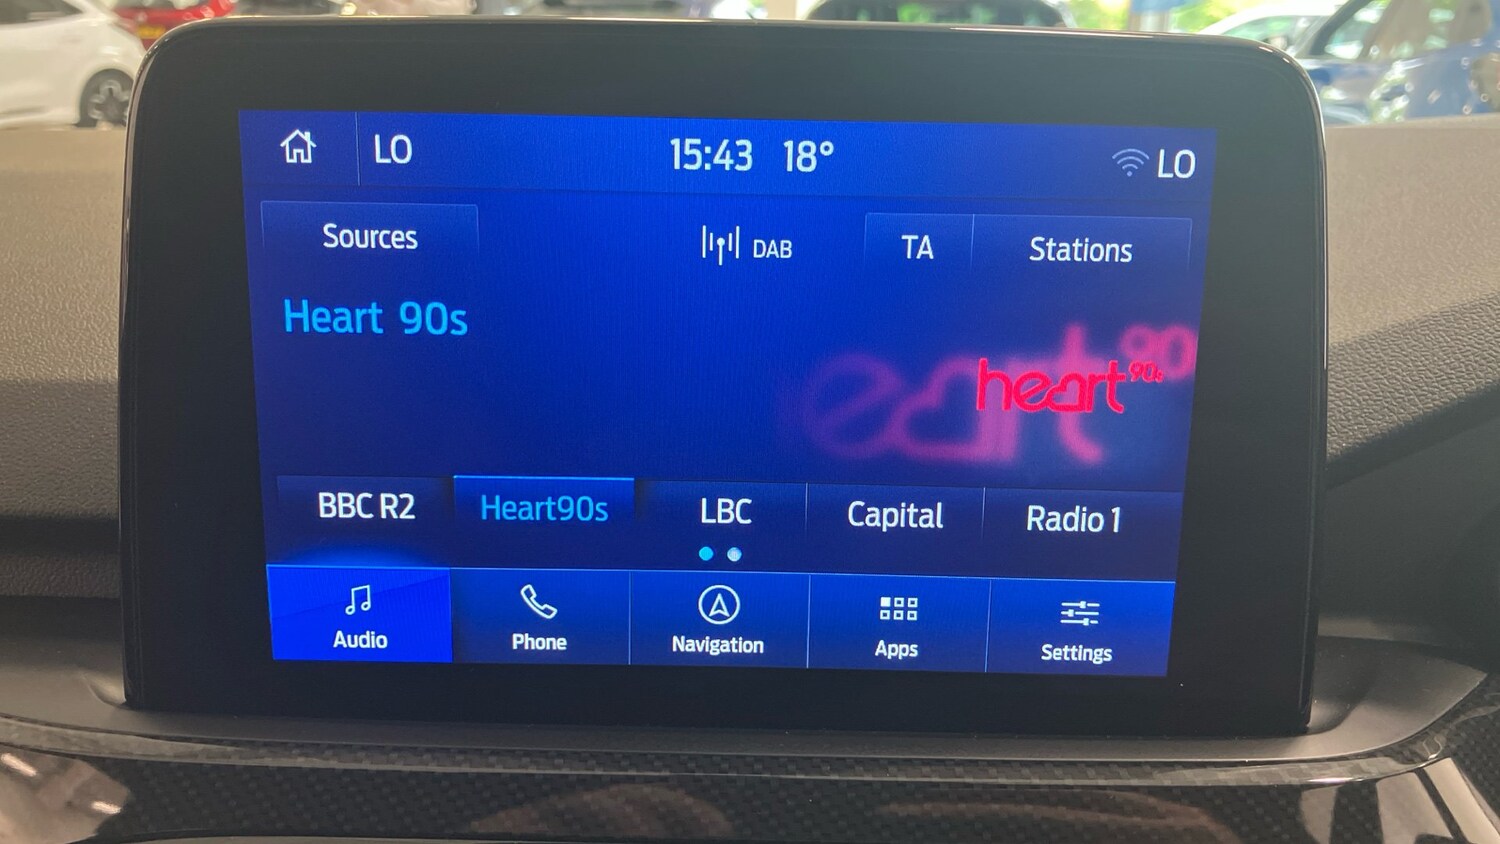 LO 15:43 18° LO
Sources DAB TA Stations
Heart 90s
heart 90s
BBC R2 Heart90s LBC Capital Radio 1
Audio Phone Navigation Apps Settings